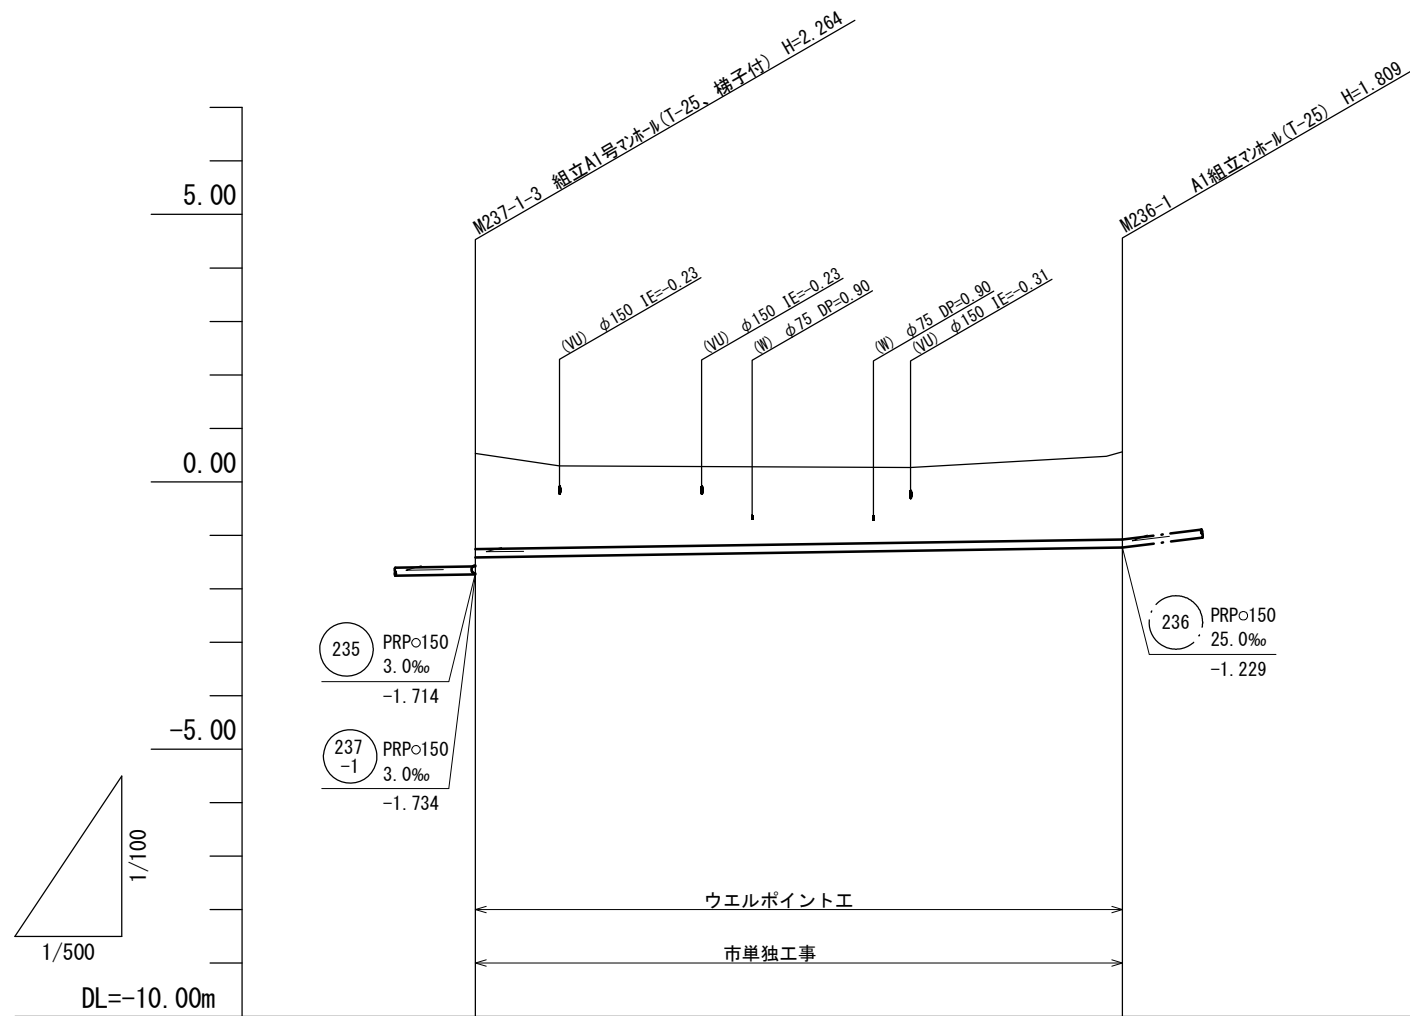 M237-1-3 組立A1号マンホール(T-25、梯子付) H=2.264
M236-1 A1組立マンホール(T-25) H=1.809
5.00
(VU) φ150 IE=-0.23
(VU) φ150 IE=-0.23
(W) φ75 DP=0.90
(W) φ75 DP=0.90
(VU) φ150 IE=-0.31
0.00
235
PRP○150
3.0‰
-1.714
236
PRP○150
25.0‰
-1.229
-5.00
237
-1
PRP○150
3.0‰
-1.734
1/100
1/500
ウエルポイント工
市単独工事
DL=-10.00m